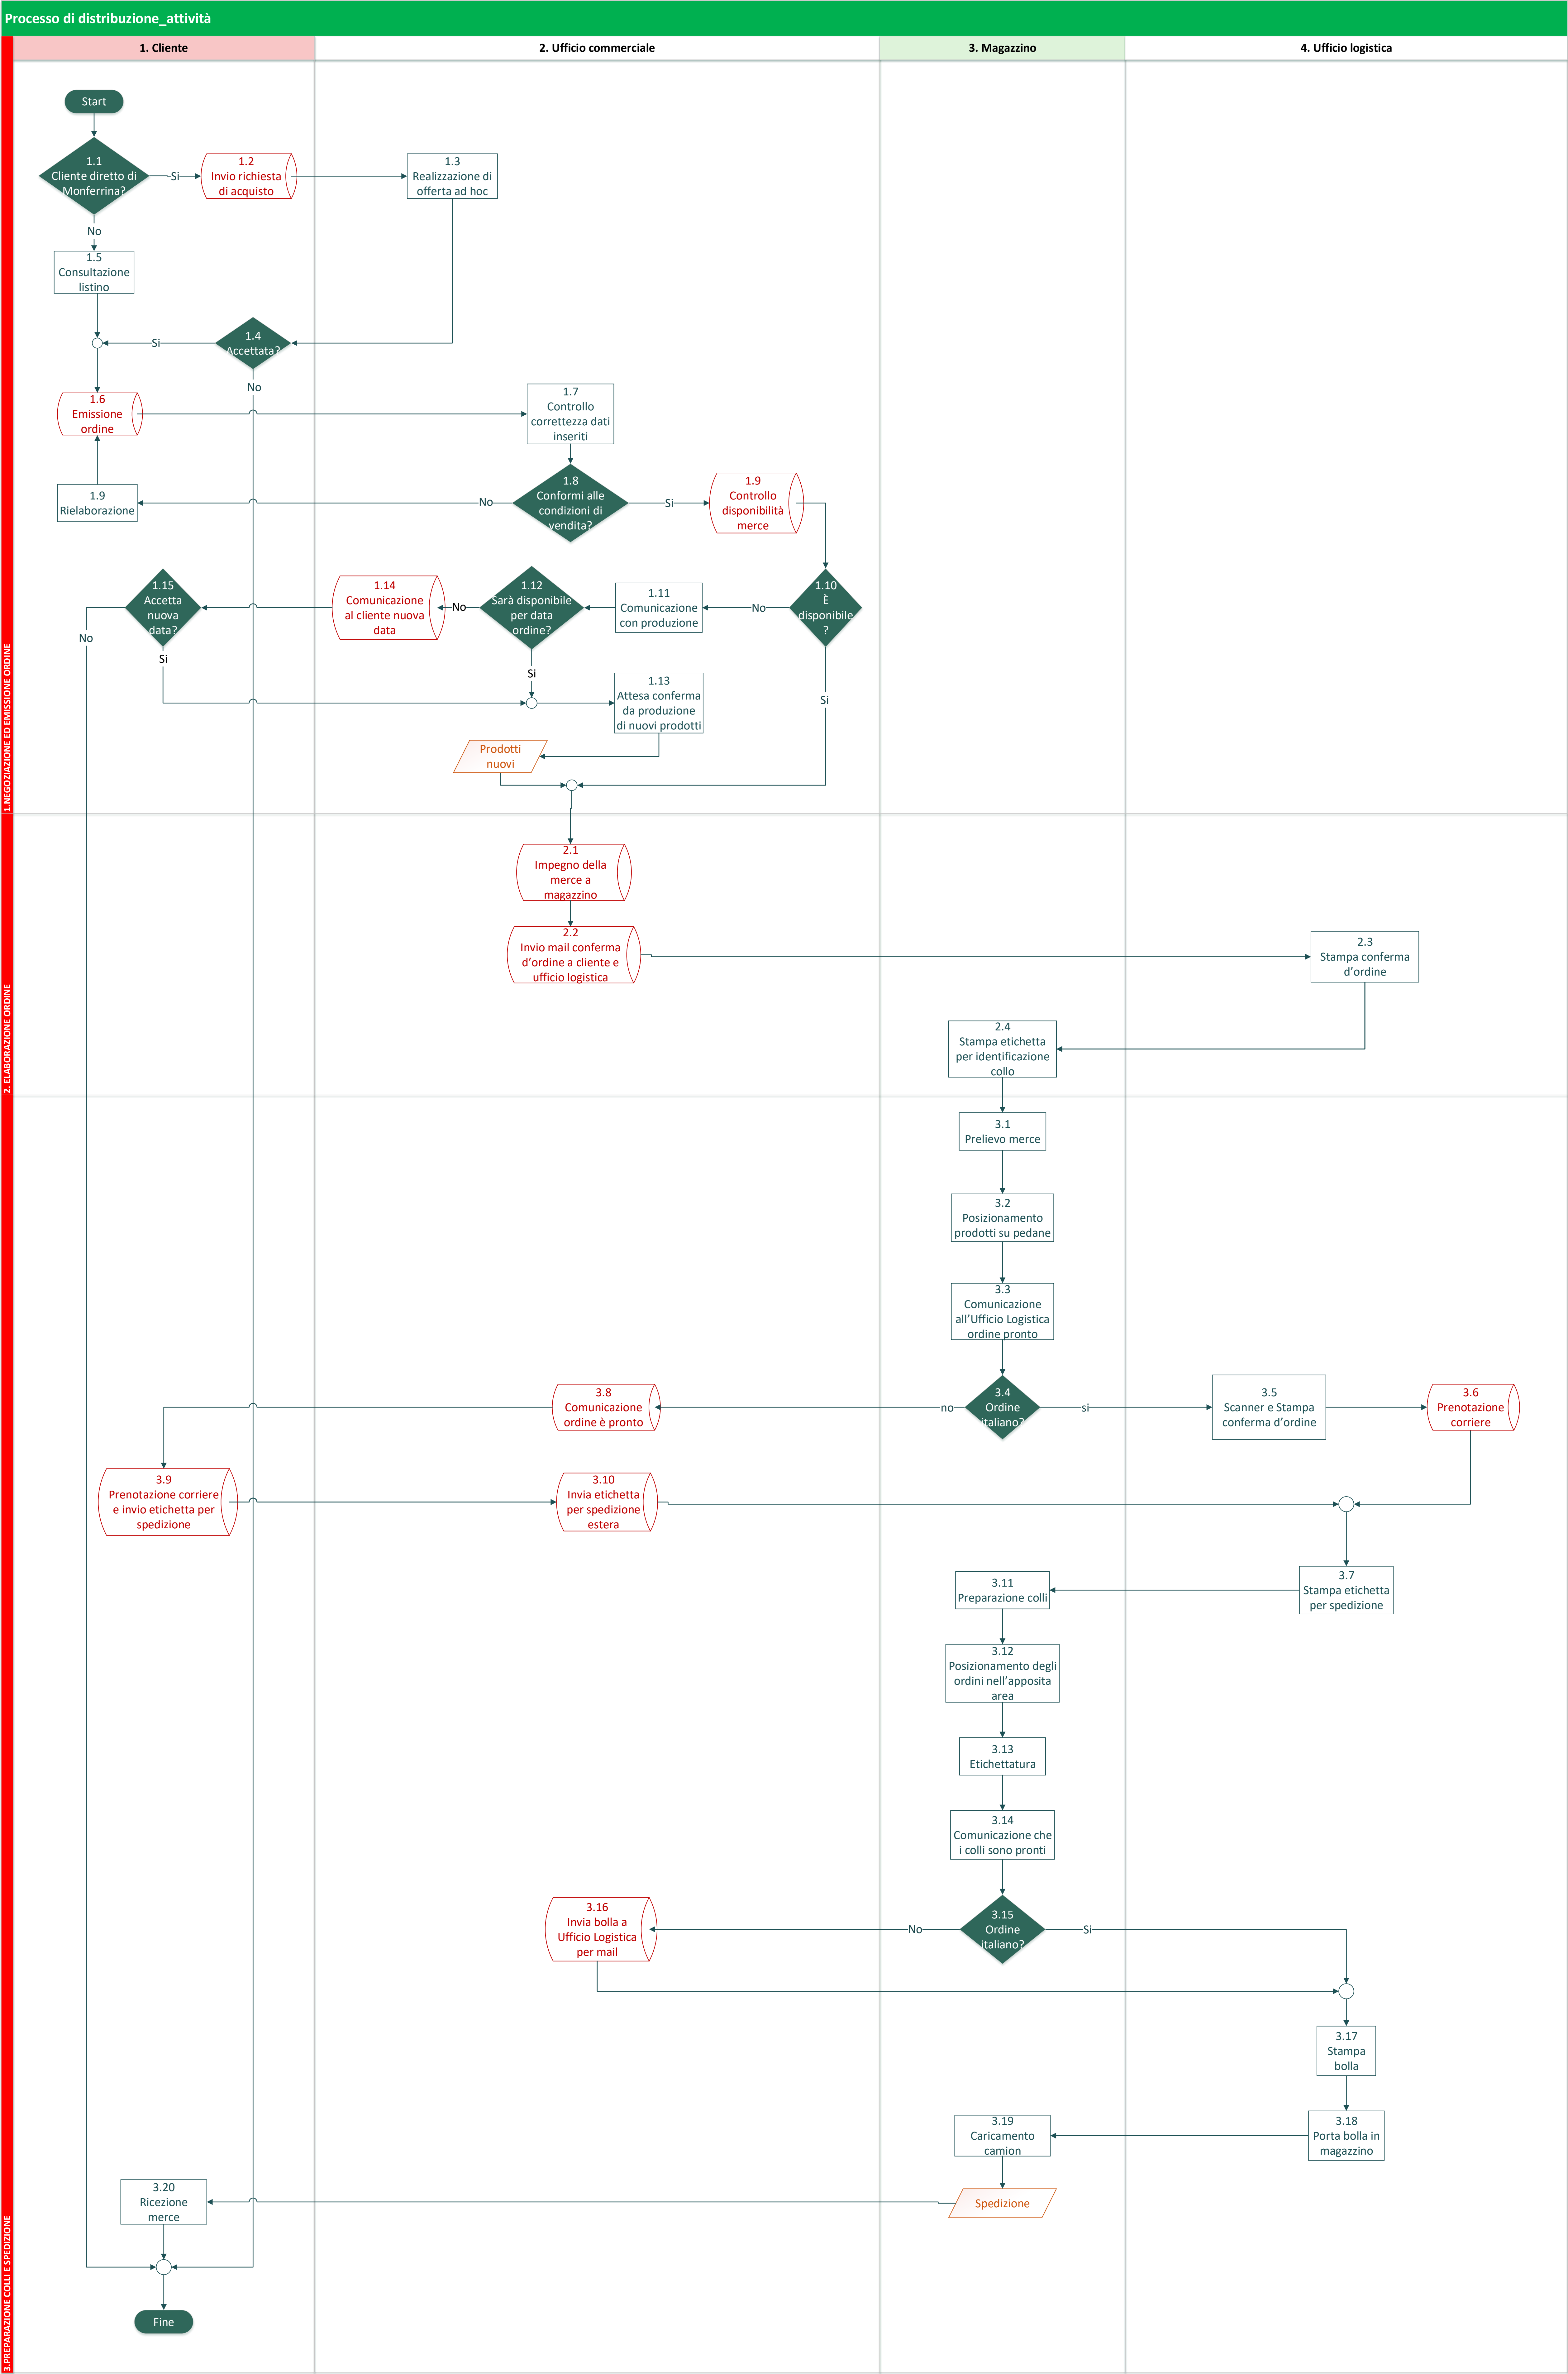 Processo di distribuzione_attività
1. Cliente
2. Ufficio commerciale
3. Magazzino
4. Ufficio logistica
1.NEGOZIAZIONE ED EMISSIONE ORDINE
Start
1.1
Cliente diretto di
Monferrina?
Si
1.2
Invio richiesta
di acquisto
1.3
Realizzazione di
offerta ad hoc
No
1.5
Consultazione
listino
1.4
Accettata?
Si
No
1.6
Emissione
ordine
1.7
Controllo
correttezza dati
inseriti
1.8
Conformi alle
condizioni di
vendita?
No
Si
1.9
Rielaborazione
1.9
Controllo
disponibilità
merce
1.10
È
disponibile
?
No
Si
1.11
Comunicazione
con produzione
1.12
Sarà disponibile
per data
ordine?
No
Si
1.14
Comunicazione
al cliente nuova
data
1.15
Accetta
nuova
data?
No
Si
1.13
Attesa conferma
da produzione
di nuovi prodotti
Prodotti
nuovi
2. ELABORAZIONE ORDINE
2.1
Impegno della
merce a
magazzino
2.2
Invio mail conferma
d’ordine a cliente e
ufficio logistica
2.3
Stampa conferma
d’ordine
2.4
Stampa etichetta
per identificazione
collo
3.PREPARAZIONE COLLI E SPEDIZIONE
3.1
Prelievo merce
3.2
Posizionamento
prodotti su pedane
3.3
Comunicazione
all’Ufficio Logistica
ordine pronto
3.4
Ordine
italiano?
no
si
3.8
Comunicazione
ordine è pronto
3.5
Scanner e Stampa
conferma d’ordine
3.6
Prenotazione
corriere
3.9
Prenotazione corriere
e invio etichetta per
spedizione
3.10
Invia etichetta
per spedizione
estera
3.7
Stampa etichetta
per spedizione
3.11
Preparazione colli
3.12
Posizionamento degli
ordini nell’apposita
area
3.13
Etichettatura
3.14
Comunicazione che
i colli sono pronti
3.15
Ordine
italiano?
No
Si
3.16
Invia bolla a
Ufficio Logistica
per mail
3.17
Stampa
bolla
3.18
Porta bolla in
magazzino
3.19
Caricamento
camion
Spedizione
3.20
Ricezione
merce
Fine